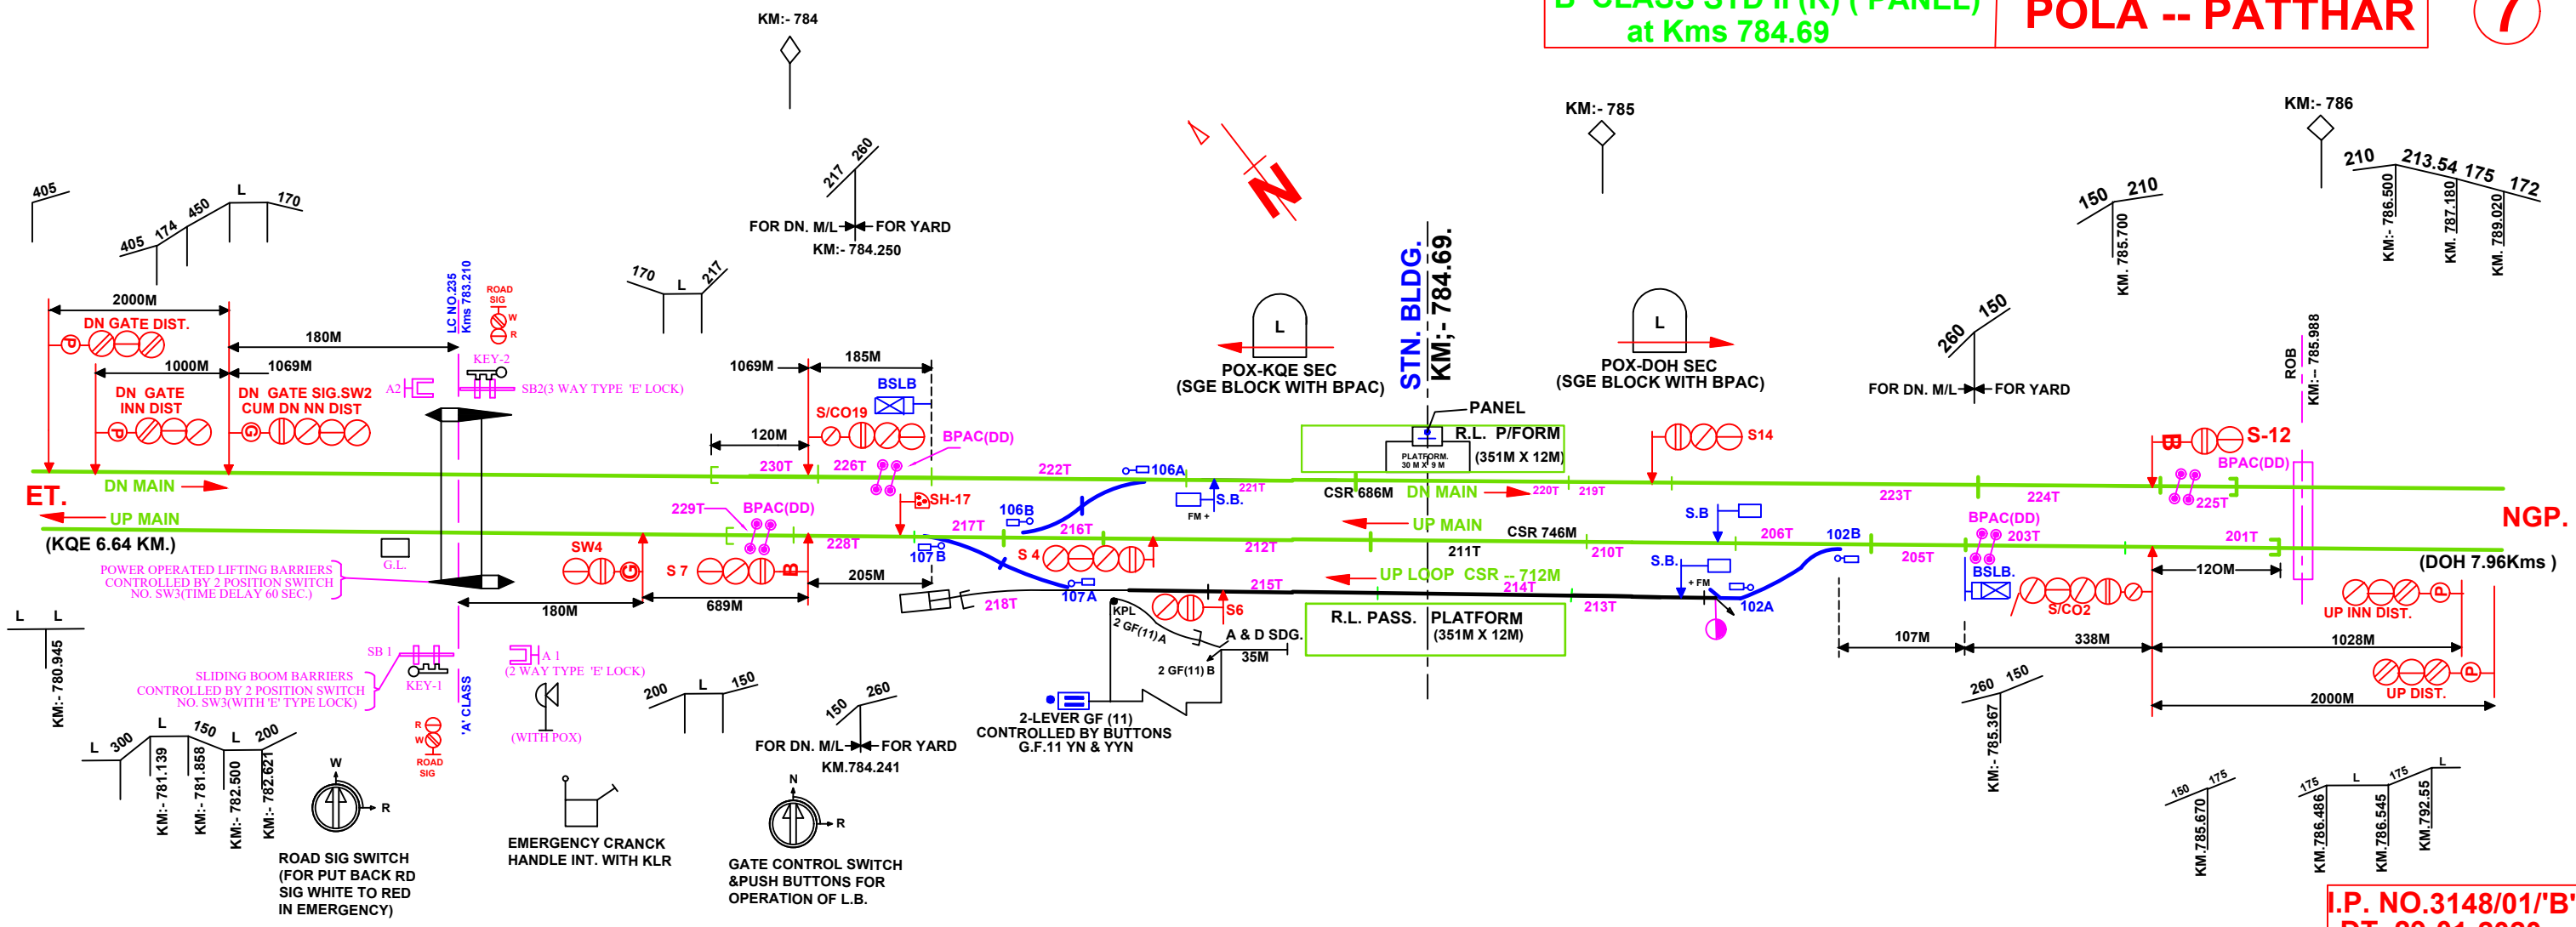 'B' CLASS STD II (R) ( PANEL)
at Kms 784.69
POLA -- PATTHAR
7
KM:- 784
KM:- 785
KM:- 786
405
405
174
450
L
170
217
260
FOR DN. M/L
FOR YARD
KM:- 784.250
170
L
217
N
STN. BLDG.
KM;- 784.69.
150
210
KM. 785.700
210
213.54
175
172
KM:- 786.500
KM. 787.180
KM. 789.020
260
150
FOR DN. M/L
FOR YARD
ROB
KM:-- 785.988
2000M
DN GATE DIST.
P
180M
1000M
1069M
DN GATE
INN DIST
P
DN GATE SIG.SW2
CUM DN NN DIST
G
LC NO.235
Kms 783.210
ROAD
SIG
W
R
KEY-2
A2
SB2(3 WAY TYPE 'E' LOCK)
1069M
185M
BSLB
S/CO19
120M
BPAC(DD)
L
POX-KQE SEC
(SGE BLOCK WITH BPAC)
L
POX-DOH SEC
(SGE BLOCK WITH BPAC)
PANEL
R.L. P/FORM
(351M X 12M)
PLATFORM.
30 M X 9 M
S14
B
S-12
BPAC(DD)
230T
226T
222T
106A
221T
S.B.
FM +
CSR 686M
DN MAIN
220T
219T
223T
224T
225T
ET.
DN MAIN
UP MAIN
(KQE 6.64 KM.)
229T
BPAC(DD)
228T
SH-17
217T
106B
216T
107B
S 4
212T
UP MAIN
CSR 746M
211T
210T
S.B
206T
102B
205T
BPAC(DD)
203T
201T
NGP.
(DOH 7.96Kms )
G.L.
POWER OPERATED LIFTING BARRIERS
CONTROLLED BY 2 POSITION SWITCH
NO. SW3(TIME DELAY 60 SEC.)
SW4
G
S 7
B
205M
180M
689M
218T
107A
215T
UP LOOP CSR -- 712M
214T
213T
S.B.
+ FM
102A
BSLB.
S/CO2
12OM
P
UP INN DIST.
107M
338M
1028M
P
UP DIST.
2000M
KPL
2 GF(11)A
S6
A & D SDG.
35M
2 GF(11) B
R.L. PASS.
PLATFORM
(351M X 12M)
2-LEVER GF (11)
CONTROLLED BY BUTTONS
G.F.11 YN & YYN
L
L
KM:- 780.945
SB 1
KEY-1
SLIDING BOOM BARRIERS
CONTROLLED BY 2 POSITION SWITCH
NO. SW3(WITH 'E' TYPE LOCK)
'A' CLASS
A 1
(2 WAY TYPE 'E' LOCK)
(WITH POX)
R
W
ROAD
SIG
200
L
150
150
260
FOR DN. M/L
FOR YARD
KM.784.241
260
150
KM:- 785.367
L
300
L
150
L
200
KM:- 781.139
KM:- 781.858
KM:- 782.500
KM:- 782.621
W
R
ROAD SIG SWITCH
(FOR PUT BACK RD
SIG WHITE TO RED
IN EMERGENCY)
EMERGENCY CRANCK
HANDLE INT. WITH KLR
N
R
GATE CONTROL SWITCH
&PUSH BUTTONS FOR
OPERATION OF L.B.
150
175
KM.785.670
175
L
175
L
KM.786.486
KM.786.545
KM.792.55
I.P. NO.3148/01/'B'